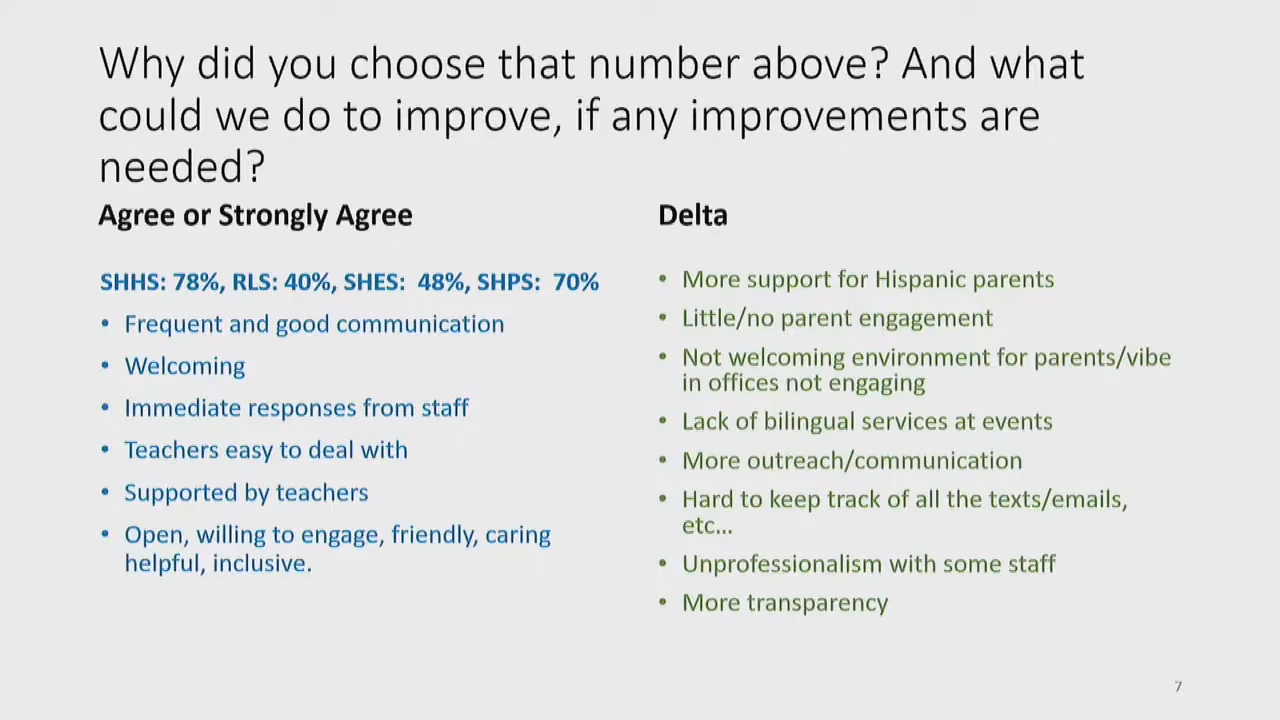 Why did you choose that number above? And what
could we do to improve, if any improvements are
needed?
Agree or Strongly Agree
SHHS: 78%, RLS: 40%, SHES:  48%, SHPS:  70%
• Frequent and good communication
• Welcoming
• Immediate responses from staff
• Teachers easy to deal with
• Supported by teachers
• Open, willing to engage, friendly, caring
helpful, inclusive.
Delta
• More support for Hispanic parents
• Little/no parent engagement
• Not welcoming environment for parents/vibe
in offices not engaging
• Lack of bilingual services at events
• More outreach/communication
• Hard to keep track of all the texts/emails,
etc…
• Unprofessionalism with some staff
• More transparency
7